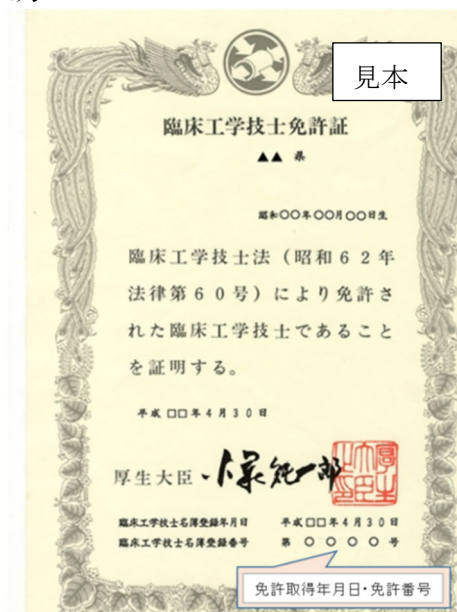 見本
臨床工学技士免許証
▲▲ 県
昭和〇〇年〇〇月〇〇日生
臨床工学技士法（昭和６２年
法律第６０号）により免許さ
れた臨床工学技士であること
を証明する。
平成 □□ 年 4 月 3 0 日
厚生大臣 小泉純一郎
臨床工学技士名簿登録年月日 平成□□年 4 月 3 0 日
臨床工学技士名簿登録番号 第 〇 〇 〇 〇 号
免許取得年月日・免許番号